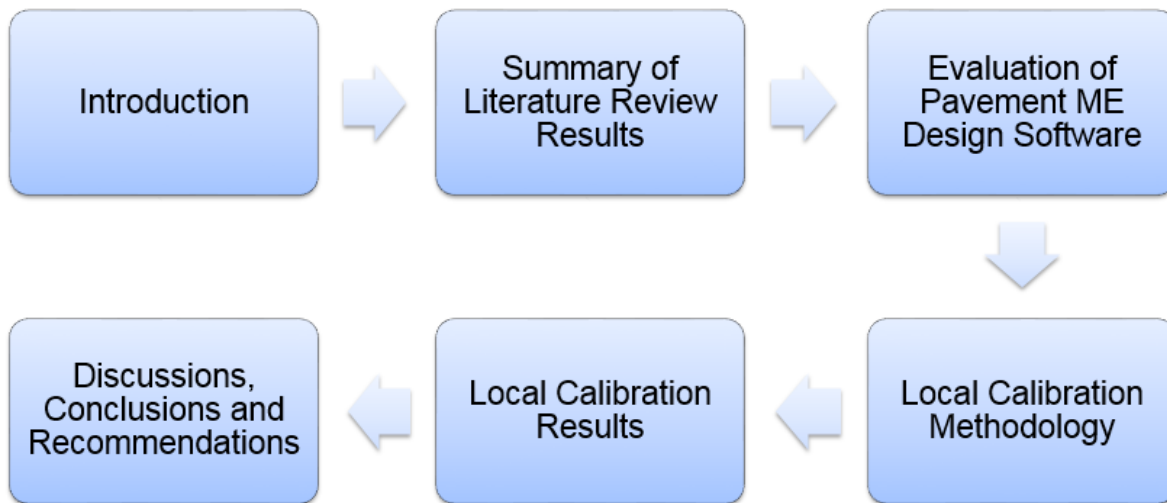 Introduction
Summary of
Literature Review
Results
Evaluation of
Pavement ME
Design Software
Local Calibration
Methodology
Local Calibration
Results
Discussions,
Conclusions and
Recommendations